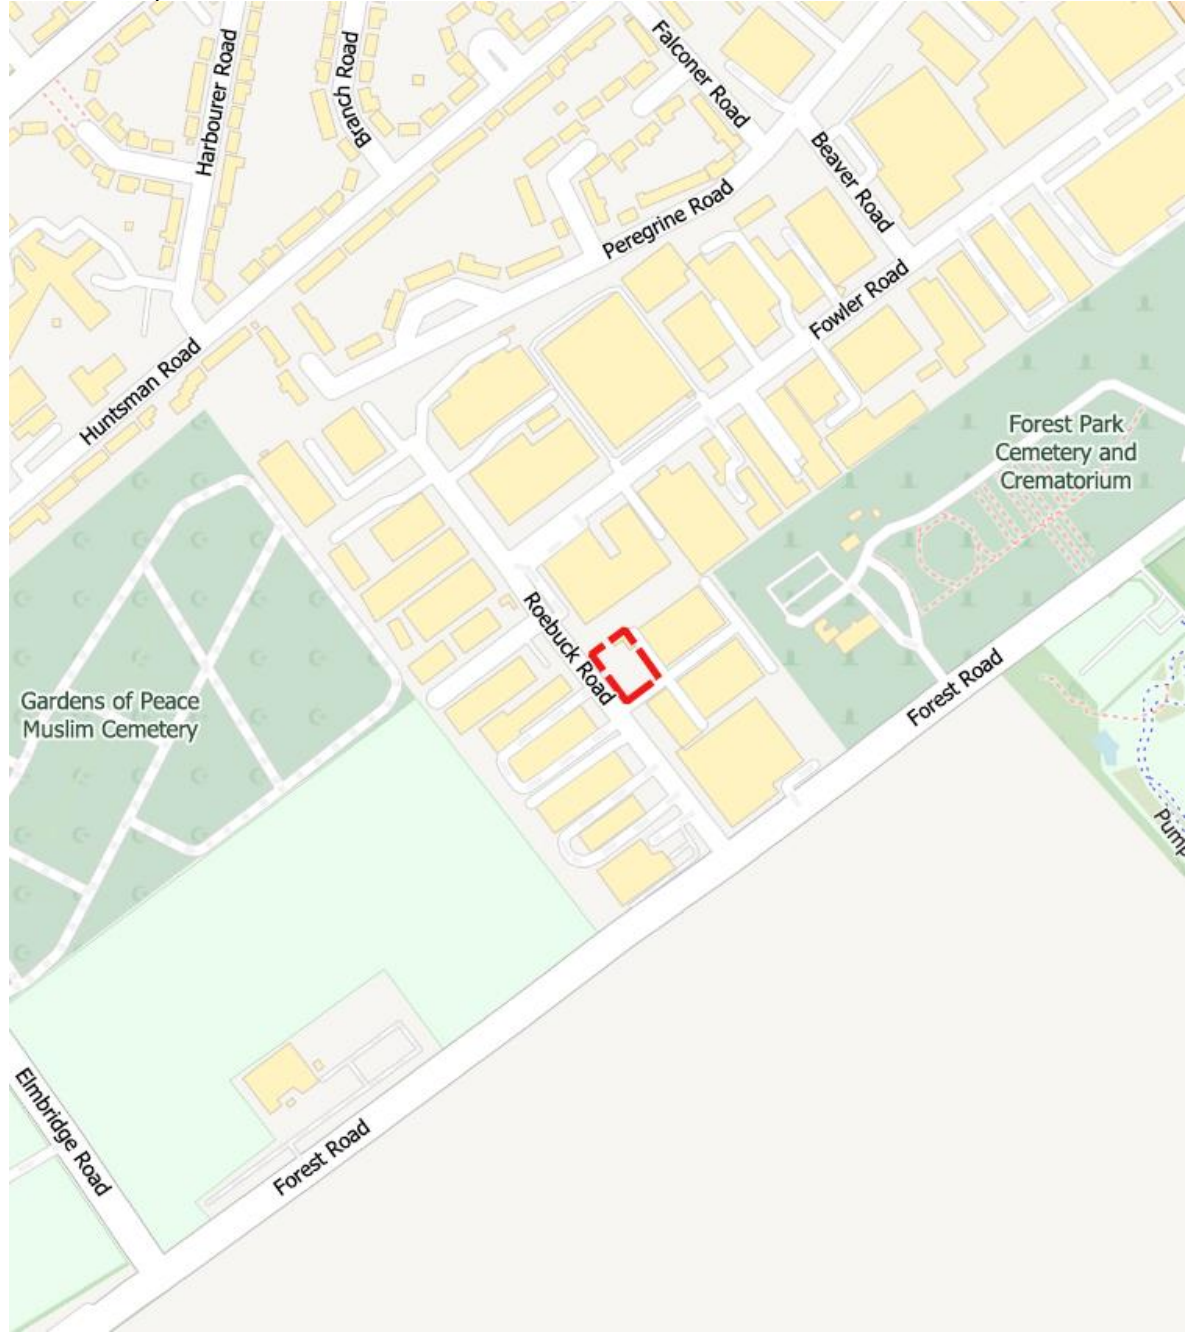 Falconer Road
Harbourer Road
Branch Road
Beaver Road
Peregrine Road
Fowler Road
Huntsman Road
Forest Park
Cemetery and
Crematorium
Roebuck Road
Forest Road
Gardens of Peace
Muslim Cemetery
Pump
Elmbridge Road
Forest Road